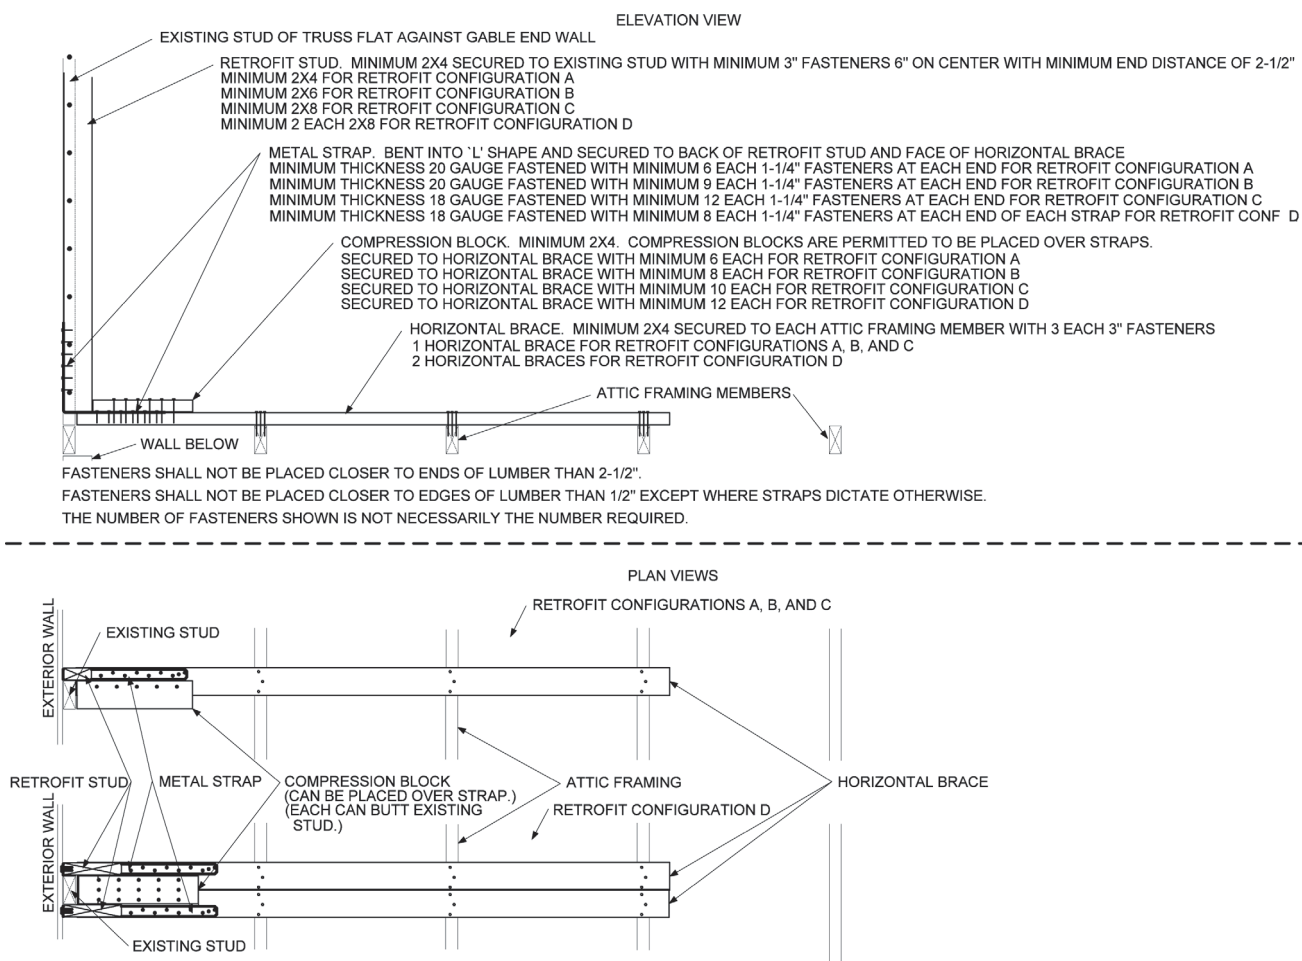 ELEVATION VIEW
EXISTING STUD OF TRUSS FLAT AGAINST GABLE END WALL
RETROFIT STUD. MINIMUM 2X4 SECURED TO EXISTING STUD WITH MINIMUM 3" FASTENERS 6" ON CENTER WITH MINIMUM END DISTANCE OF 2-1/2"
MINIMUM 2X4 FOR RETROFIT CONFIGURATION A
MINIMUM 2X6 FOR RETROFIT CONFIGURATION B
MINIMUM 2X8 FOR RETROFIT CONFIGURATION C
MINIMUM 2 EACH 2X8 FOR RETROFIT CONFIGURATION D
METAL STRAP. BENT INTO `L' SHAPE AND SECURED TO BACK OF RETROFIT STUD AND FACE OF HORIZONTAL BRACE
MINIMUM THICKNESS 20 GAUGE FASTENED WITH MINIMUM 6 EACH 1-1/4" FASTENERS AT EACH END FOR RETROFIT CONFIGURATION A
MINIMUM THICKNESS 20 GAUGE FASTENED WITH MINIMUM 9 EACH 1-1/4" FASTENERS AT EACH END FOR RETROFIT CONFIGURATION B
MINIMUM THICKNESS 18 GAUGE FASTENED WITH MINIMUM 12 EACH 1-1/4" FASTENERS AT EACH END FOR RETROFIT CONFIGURATION C
MINIMUM THICKNESS 18 GAUGE FASTENED WITH MINIMUM 8 EACH 1-1/4" FASTENERS AT EACH END OF EACH STRAP FOR RETROFIT CONF D
COMPRESSION BLOCK. MINIMUM 2X4. COMPRESSION BLOCKS ARE PERMITTED TO BE PLACED OVER STRAPS.
SECURED TO HORIZONTAL BRACE WITH MINIMUM 6 EACH FOR RETROFIT CONFIGURATION A
SECURED TO HORIZONTAL BRACE WITH MINIMUM 8 EACH FOR RETROFIT CONFIGURATION B
SECURED TO HORIZONTAL BRACE WITH MINIMUM 10 EACH FOR RETROFIT CONFIGURATION C
SECURED TO HORIZONTAL BRACE WITH MINIMUM 12 EACH FOR RETROFIT CONFIGURATION D
HORIZONTAL BRACE. MINIMUM 2X4 SECURED TO EACH ATTIC FRAMING MEMBER WITH 3 EACH 3" FASTENERS
1 HORIZONTAL BRACE FOR RETROFIT CONFIGURATIONS A, B, AND C
2 HORIZONTAL BRACES FOR RETROFIT CONFIGURATION D
ATTIC FRAMING MEMBERS
WALL BELOW
FASTENERS SHALL NOT BE PLACED CLOSER TO ENDS OF LUMBER THAN 2-1/2".
FASTENERS SHALL NOT BE PLACED CLOSER TO EDGES OF LUMBER THAN 1/2" EXCEPT WHERE STRAPS DICTATE OTHERWISE.
THE NUMBER OF FASTENERS SHOWN IS NOT NECESSARILY THE NUMBER REQUIRED.
PLAN VIEWS
RETROFIT CONFIGURATIONS A, B, AND C
EXTERIOR WALL
EXISTING STUD
RETROFIT STUD
METAL STRAP
COMPRESSION BLOCK
(CAN BE PLACED OVER STRAP.)
(EACH CAN BUTT EXISTING
STUD.)
ATTIC FRAMING
HORIZONTAL BRACE
RETROFIT CONFIGURATION D
EXTERIOR WALL
EXISTING STUD